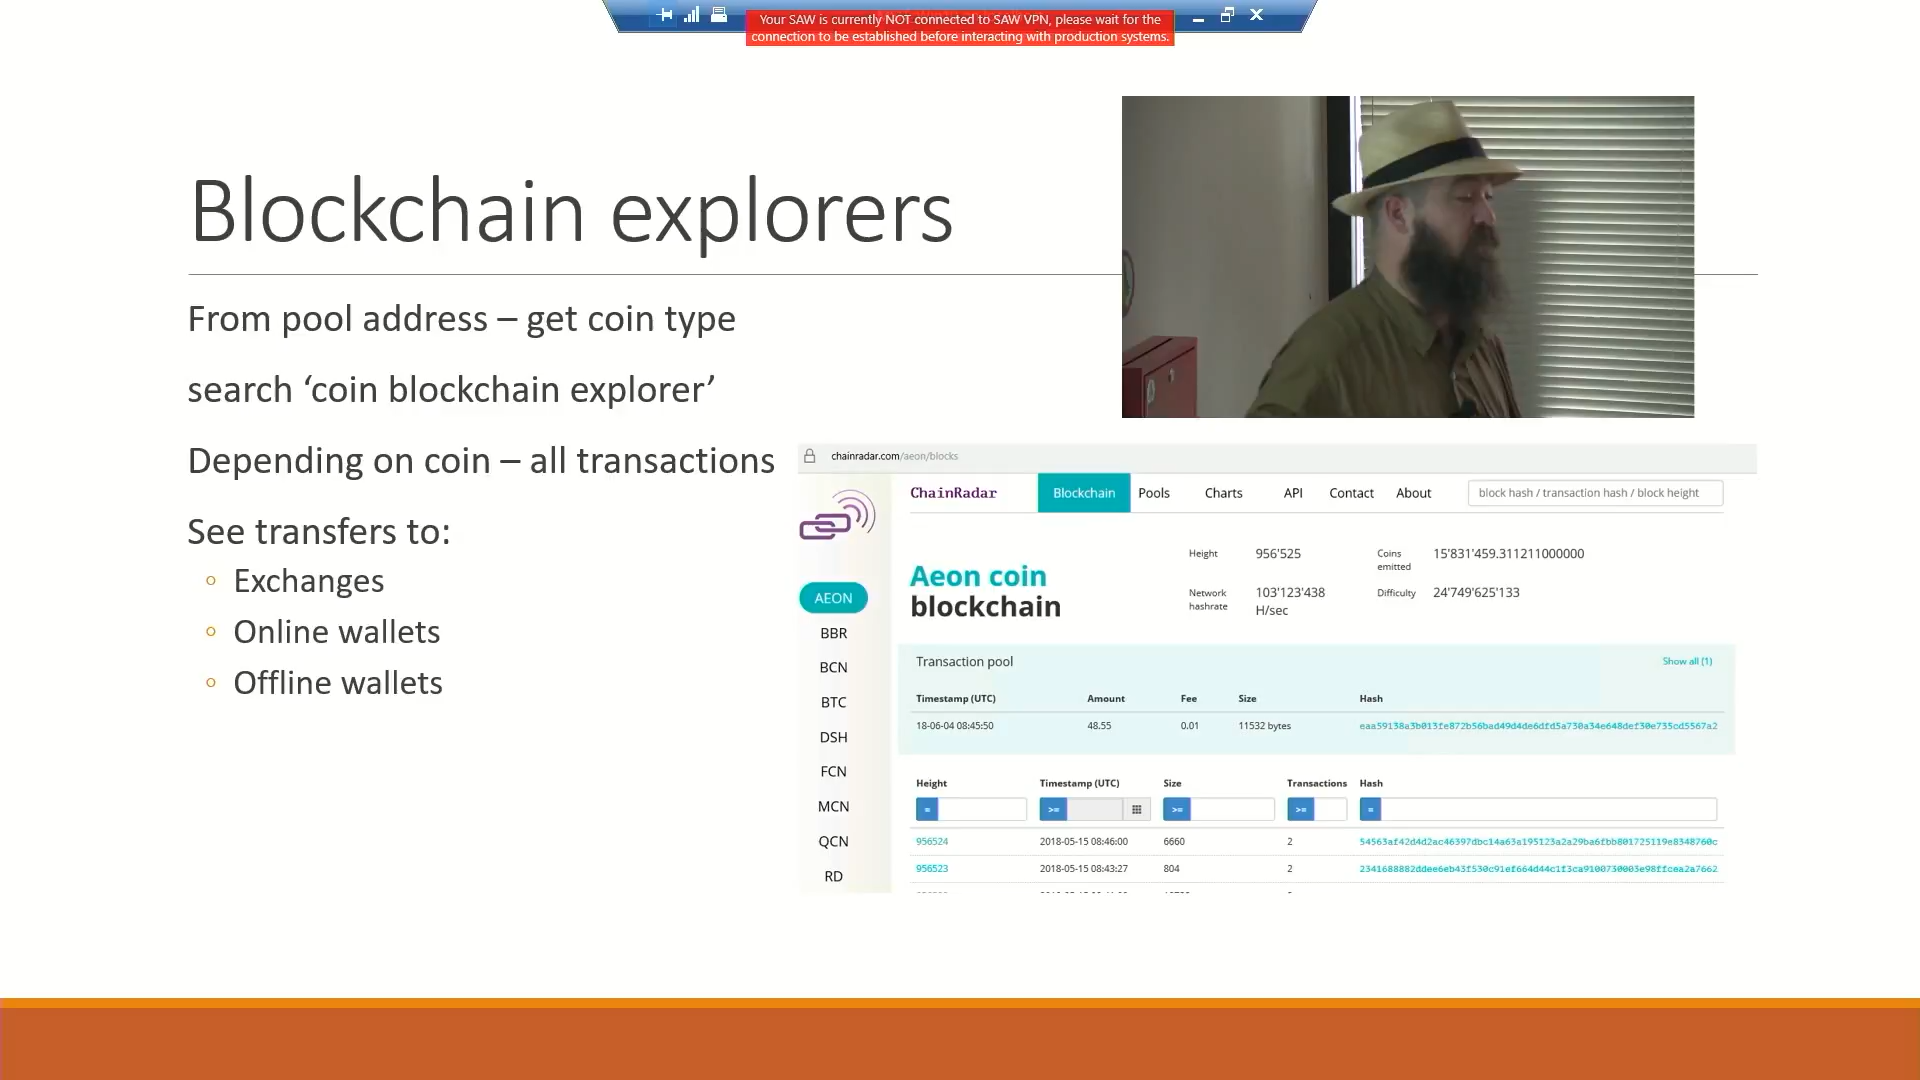 Your SAW is currently NOT connected to SAW VPN, please wait for the
connection to be established before interacting with production systems.
Blockchain explorers
From pool address – get coin type
search ‘coin blockchain explorer’
Depending on coin – all transactions
See transfers to:
Exchanges
Online wallets
Offline wallets
chainradar.com/aeon/blocks
ChainRadar Blockchain Pools Charts API Contact About block hash / transaction hash / block height
AEON
BBR
BCN
BTC
DSH
FCN
MCN
QCN
RD
Aeon coin
blockchain
Height 956'525 Coins emitted 15'831'459.311211000000
Network hashrate 103'123'438 H/sec Difficulty 24'749'625'133
Transaction pool Show all (1)
Timestamp (UTC) Amount Fee Size Hash
18-06-04 08:45:50 48.55 0.01 11532 bytes
Height Timestamp (UTC) Size Transactions Hash
= >= >= >= =
956524 2018-05-15 08:46:00 6660 2
956523 2018-05-15 08:43:27 804 2